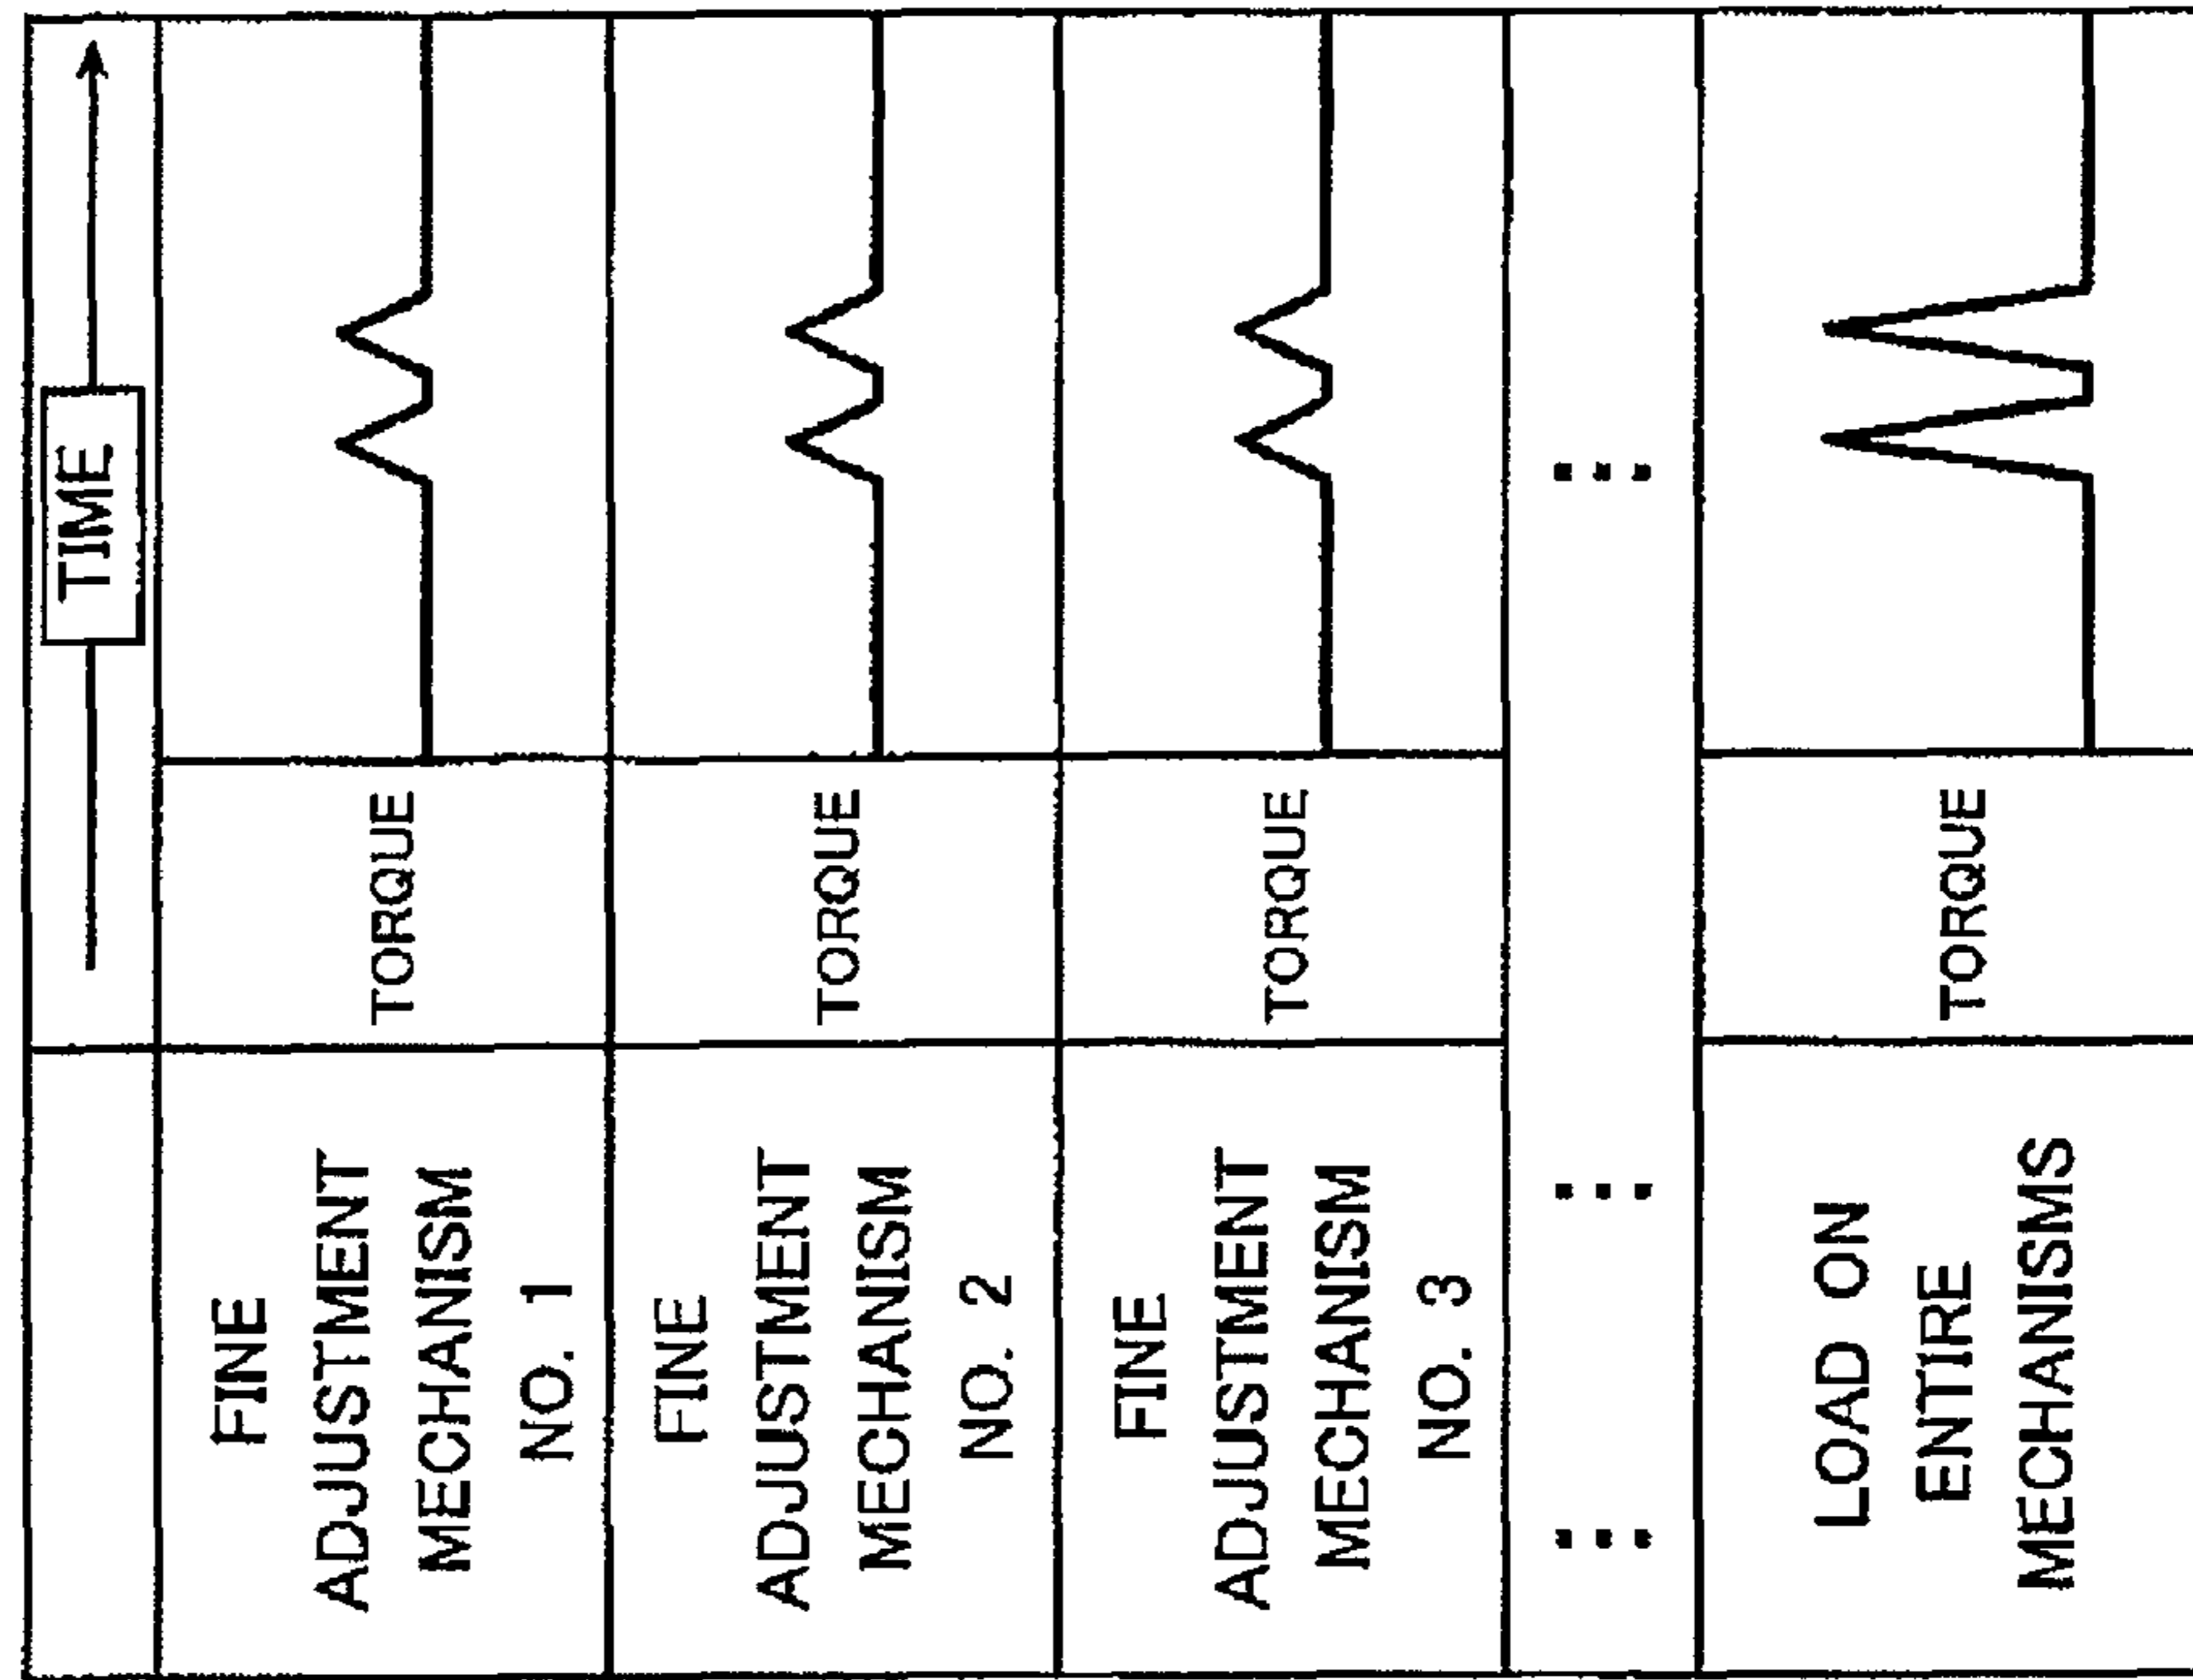 TIME
FINE
ADJUSTMENT
MECHANISM
NO. 1
TORQUE
FINE
ADJUSTMENT
MECHANISM
NO. 2
TORQUE
FINE
ADJUSTMENT
MECHANISM
NO. 3
TORQUE
LOAD ON
ENTIRE
MECHANISMS
TORQUE